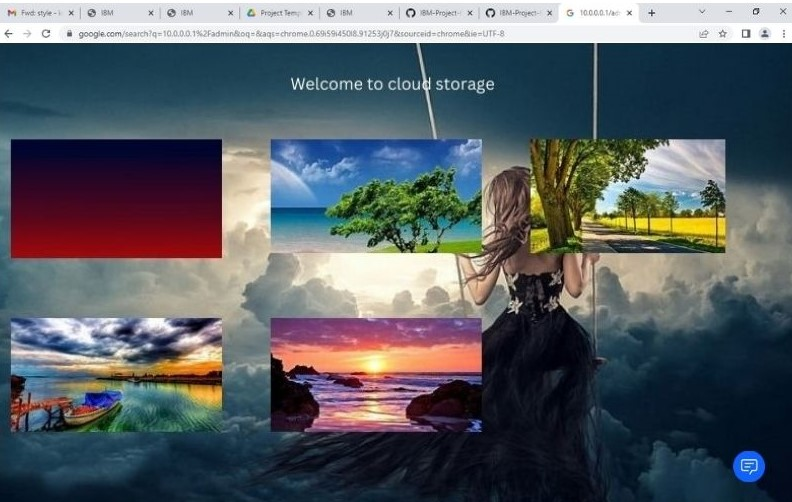 Fwd: style - i
IBM
IBM
Project Temp
IBM
IBM-Project-
IBM-Project-
10.0.0.0.1/ad
google.com/search?q=10.0.0.0.1%2Fadmin&oq=&aqs=chrome.0.69i59i450l8.91253j0j7&sourceid=chrome&ie=UTF-8
Welcome to cloud storage